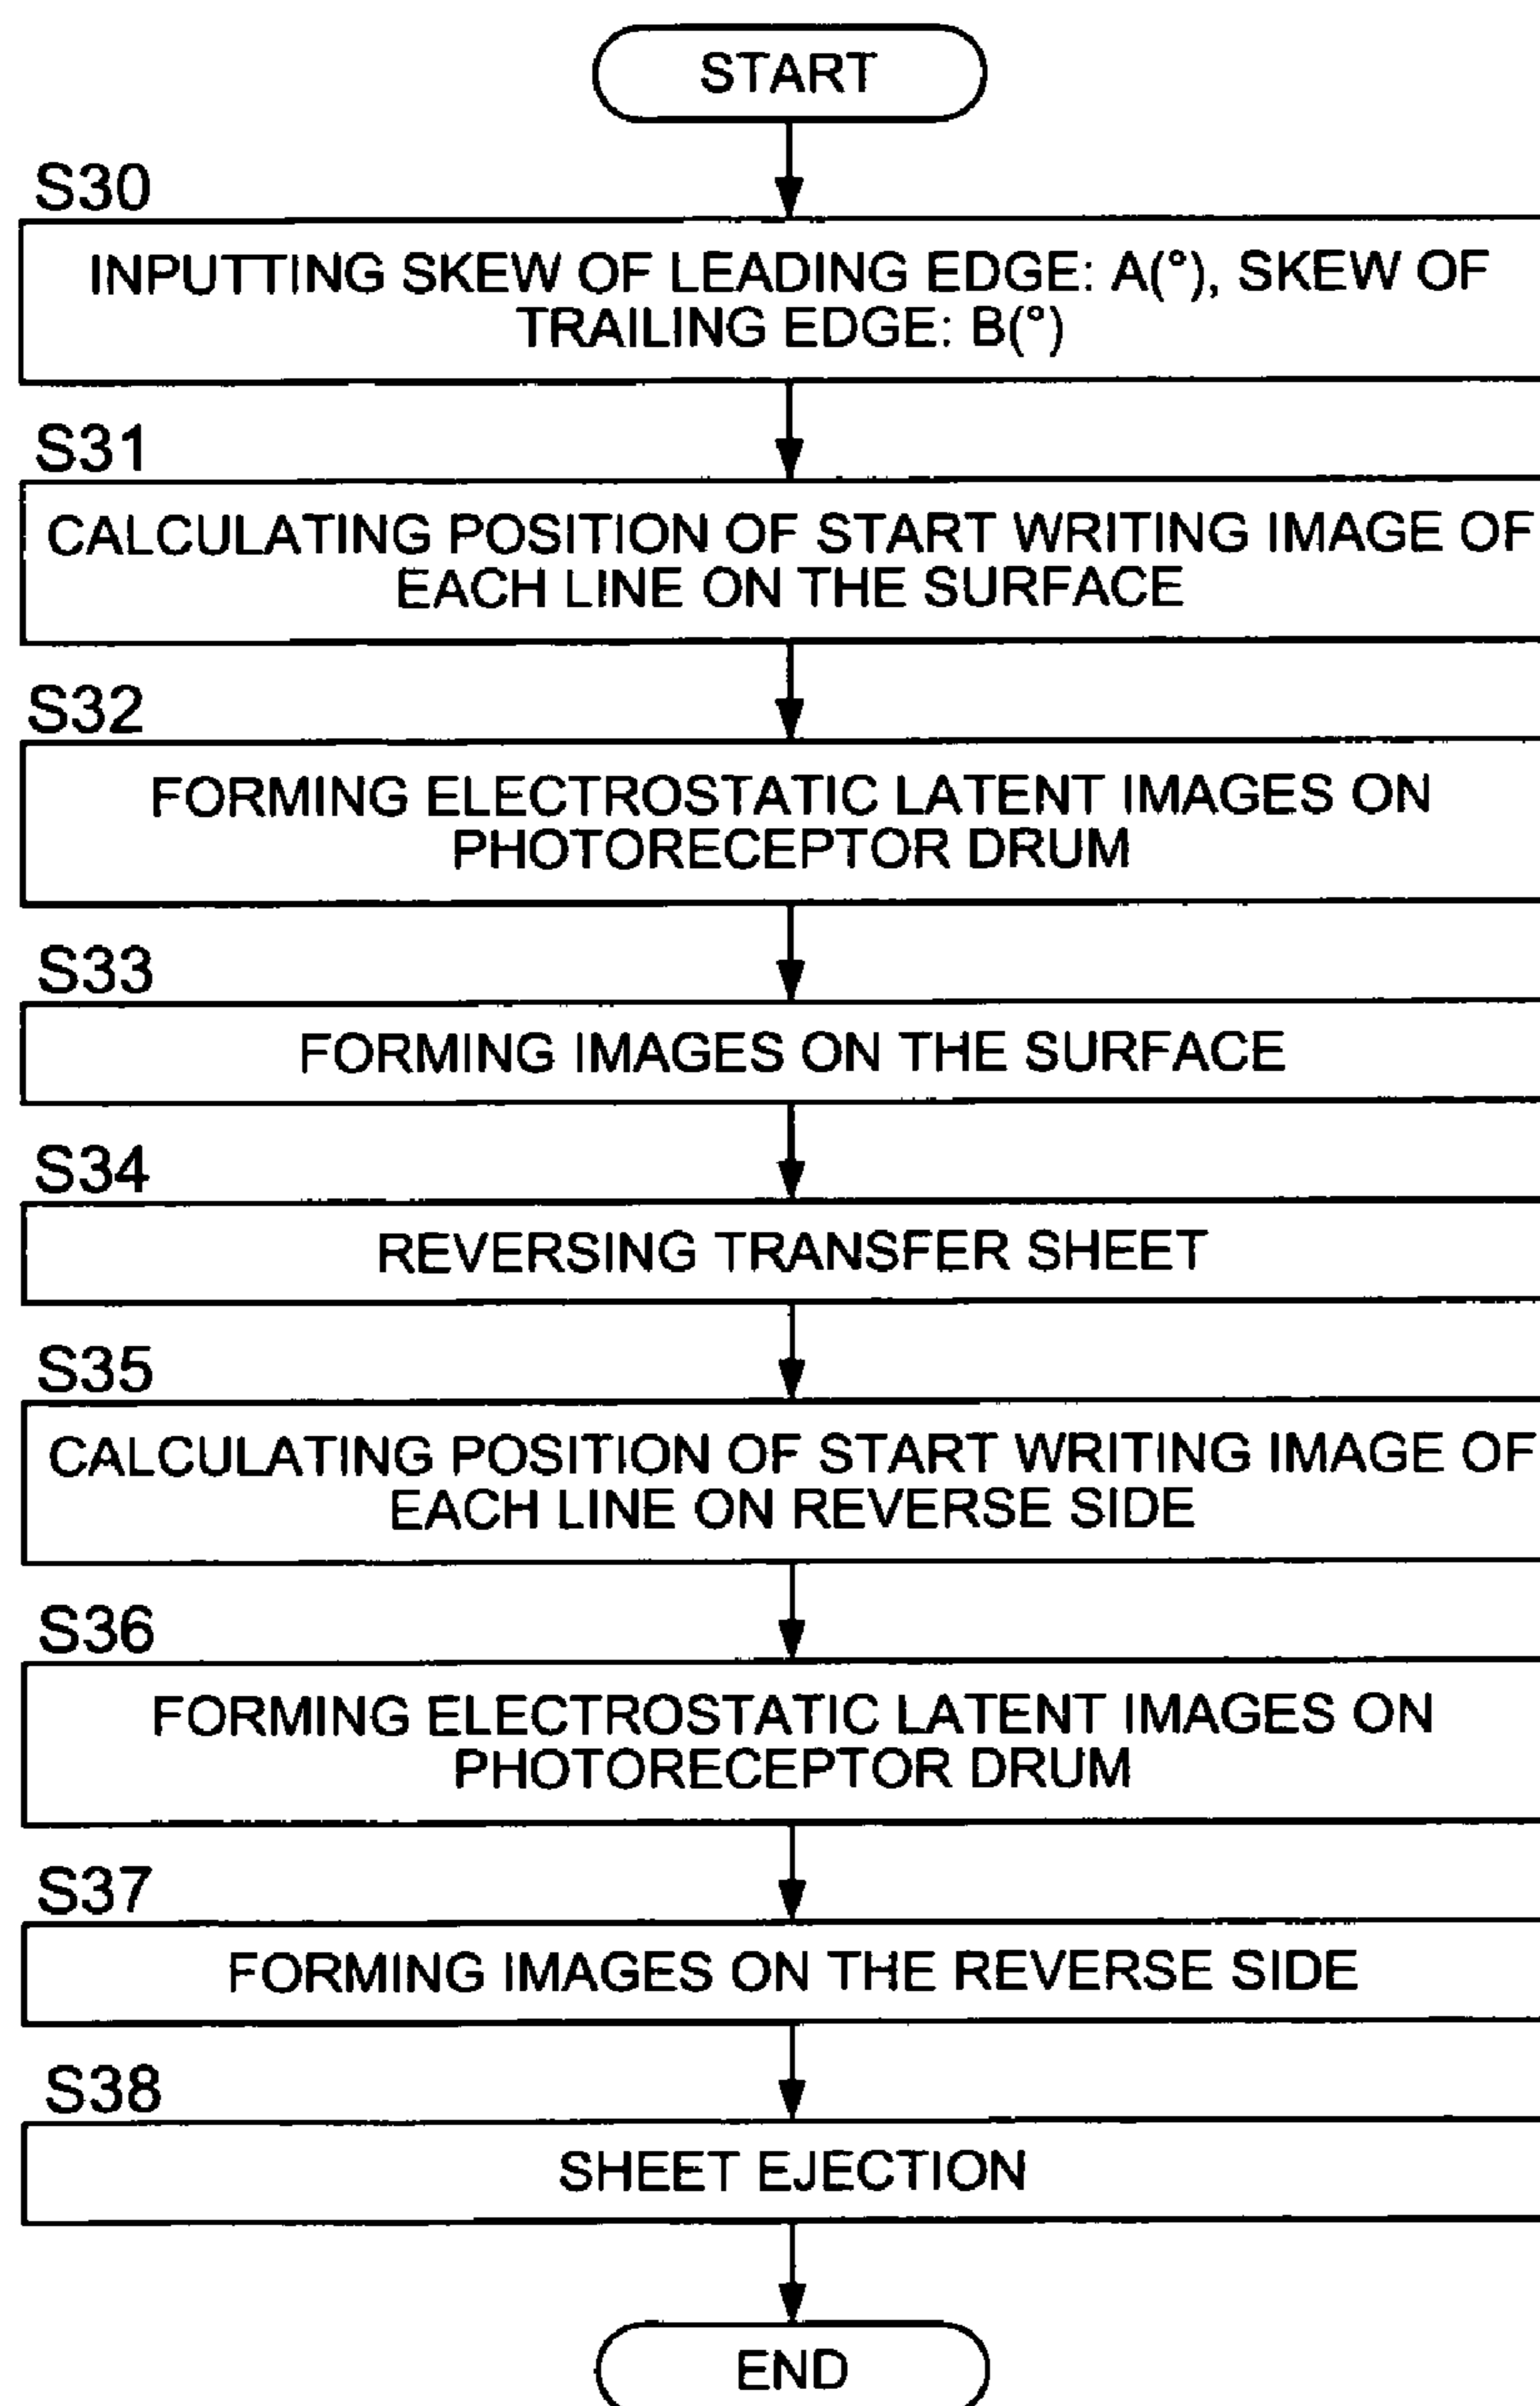 START
S30
INPUTTING SKEW OF LEADING EDGE: A(°), SKEW OF
TRAILING EDGE: B(°)
S31
CALCULATING POSITION OF START WRITING IMAGE OF
EACH LINE ON THE SURFACE
S32
FORMING ELECTROSTATIC LATENT IMAGES ON
PHOTORECEPTOR DRUM
S33
FORMING IMAGES ON THE SURFACE
S34
REVERSING TRANSFER SHEET
S35
CALCULATING POSITION OF START WRITING IMAGE OF
EACH LINE ON REVERSE SIDE
S36
FORMING ELECTROSTATIC LATENT IMAGES ON
PHOTORECEPTOR DRUM
S37
FORMING IMAGES ON THE REVERSE SIDE
S38
SHEET EJECTION
END